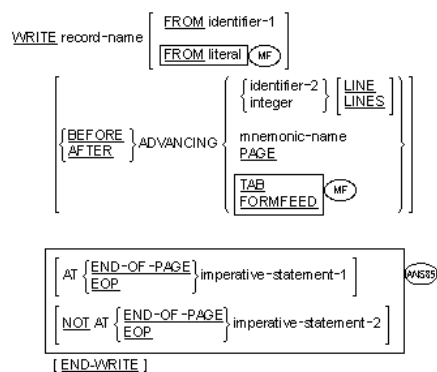 FROM identifier-1
WRITE record-name
FROM literal MF
identifier-2 LINE
integer LINES
BEFORE
AFTER ADVANCING
mnemonic-name
PAGE
TAB
FORMFEED MF
AT END-OF-PAGE imperative-statement-1 ANS85
EOP
NOT AT END-OF-PAGE imperative-statement-2
EOP
[ END-WRITE ]